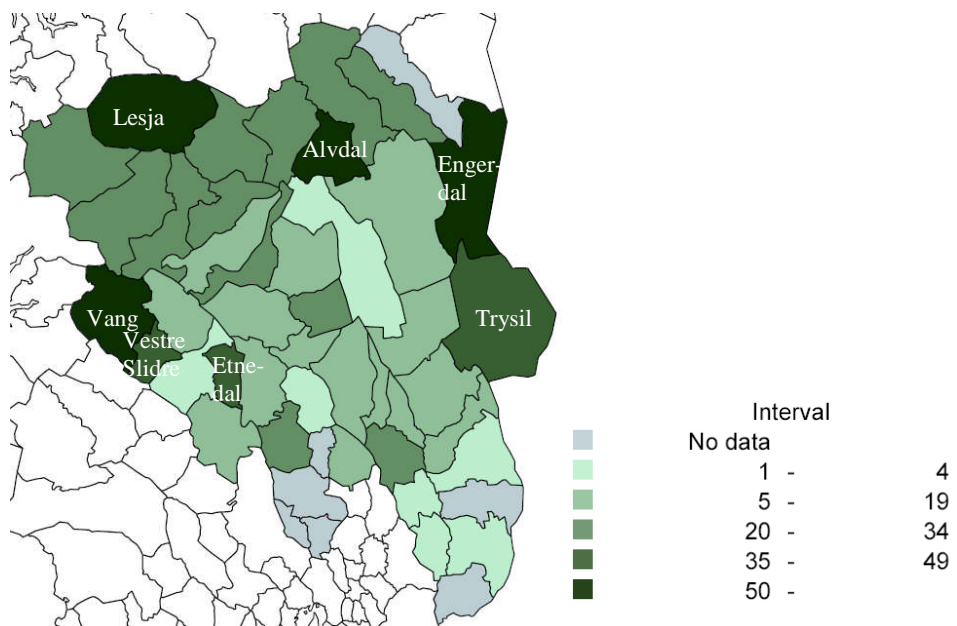 Lesja
Alvdal
Enger-
dal
Vang
Trysil
Vestre
Slidre
Etne-
dal
Interval
No data
1 - 4
5 - 19
20 - 34
35 - 49
50 -